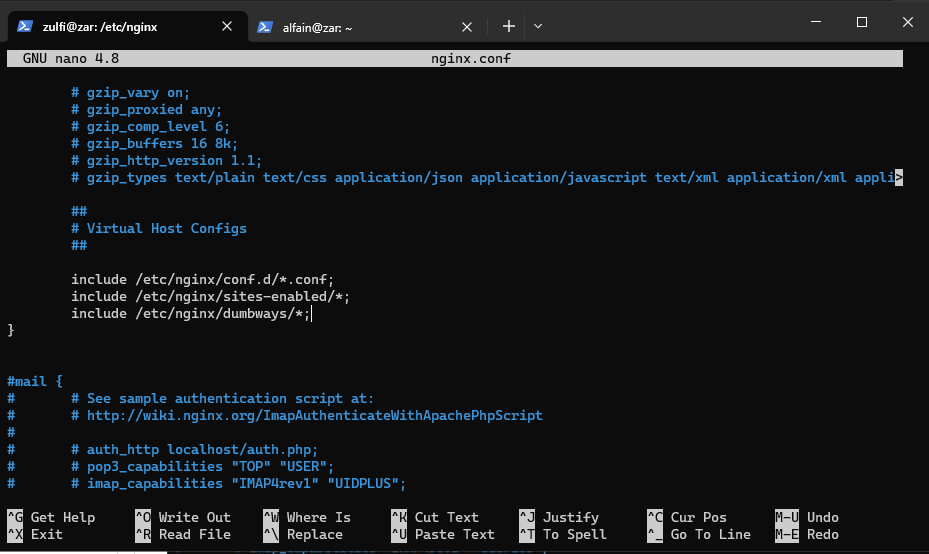 zulfi@zar: /etc/nginx
alfain@zar: ~
GNU nano 4.8 nginx.conf
# gzip_vary on;
# gzip_proxied any;
# gzip_comp_level 6;
# gzip_buffers 16 8k;
# gzip_http_version 1.1;
# gzip_types text/plain text/css application/json application/javascript text/xml application/xml appli>
##
# Virtual Host Configs
##
include /etc/nginx/conf.d/*.conf;
include /etc/nginx/sites-enabled/*;
include /etc/nginx/dumbways/*;
}
#mail {
# # See sample authentication script at:
# # http://wiki.nginx.org/ImapAuthenticateWithApachePhpScript
#
# # auth_http localhost/auth.php;
# # pop3_capabilities "TOP" "USER";
# # imap_capabilities "IMAP4rev1" "UIDPLUS";
^G Get Help ^O Write Out ^W Where Is ^K Cut Text ^J Justify ^C Cur Pos M-U Undo
^X Exit ^R Read File ^\ Replace ^U Paste Text ^T To Spell ^_ Go To Line M-E Redo